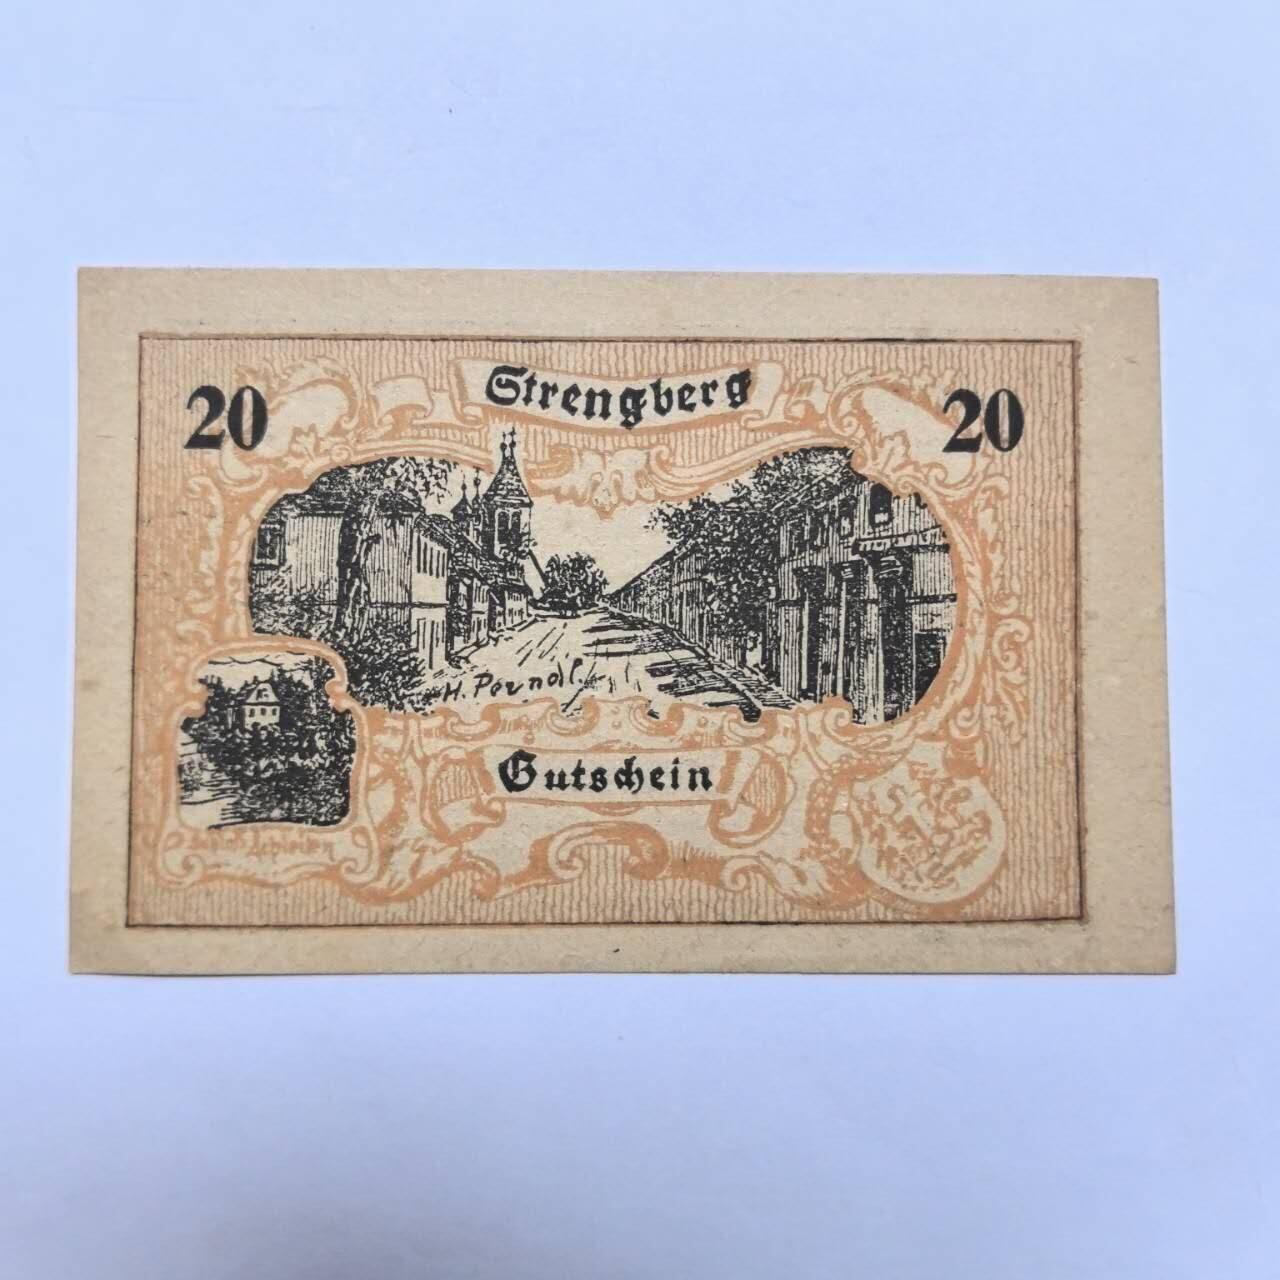 Strengberg
20 20
H. Perndl.
Gutschein